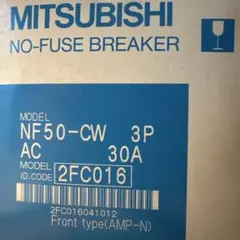 MITSUBISHI
NO-FUSE BREAKER
MODEL
NF50-CW 3P
AC 30A
MODEL
ID.CODE 2FC016
2FC016041012
Front type(AMP-N)